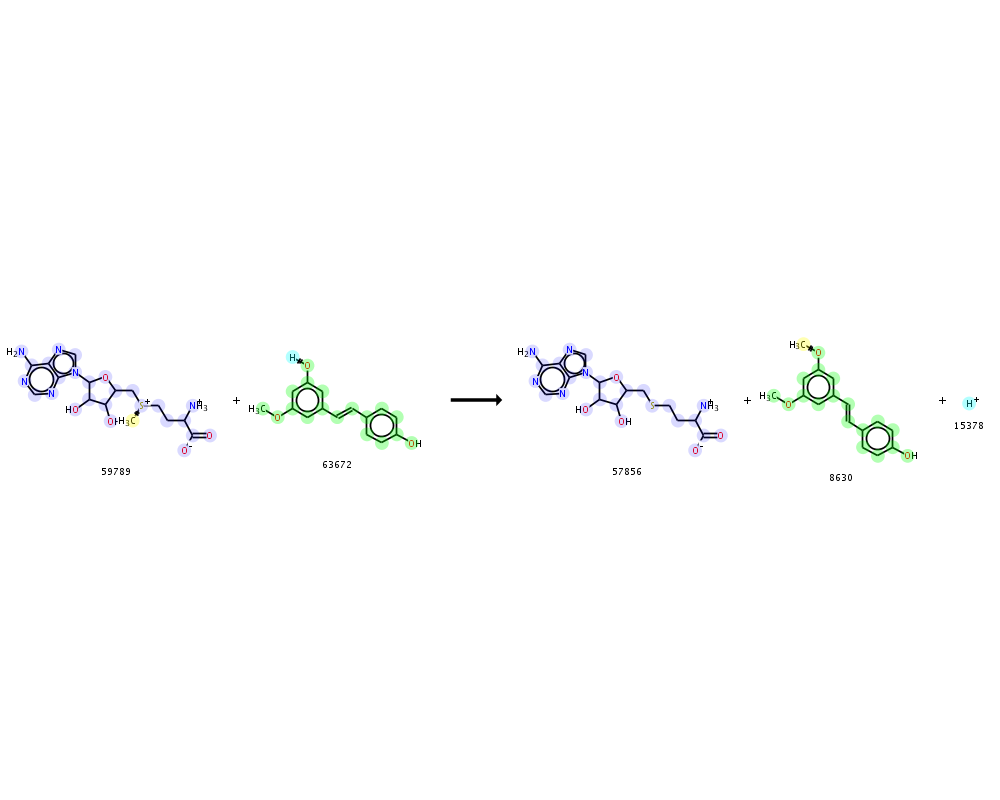 H2N N N N N N O HO OH S+ H3C NH3+ O O-
59789
+
H O O H3C OH
63672
H2N N N N N N O HO OH S NH3+ O O-
57856
+
H3C O H3C O OH
8630
+
H+
15378